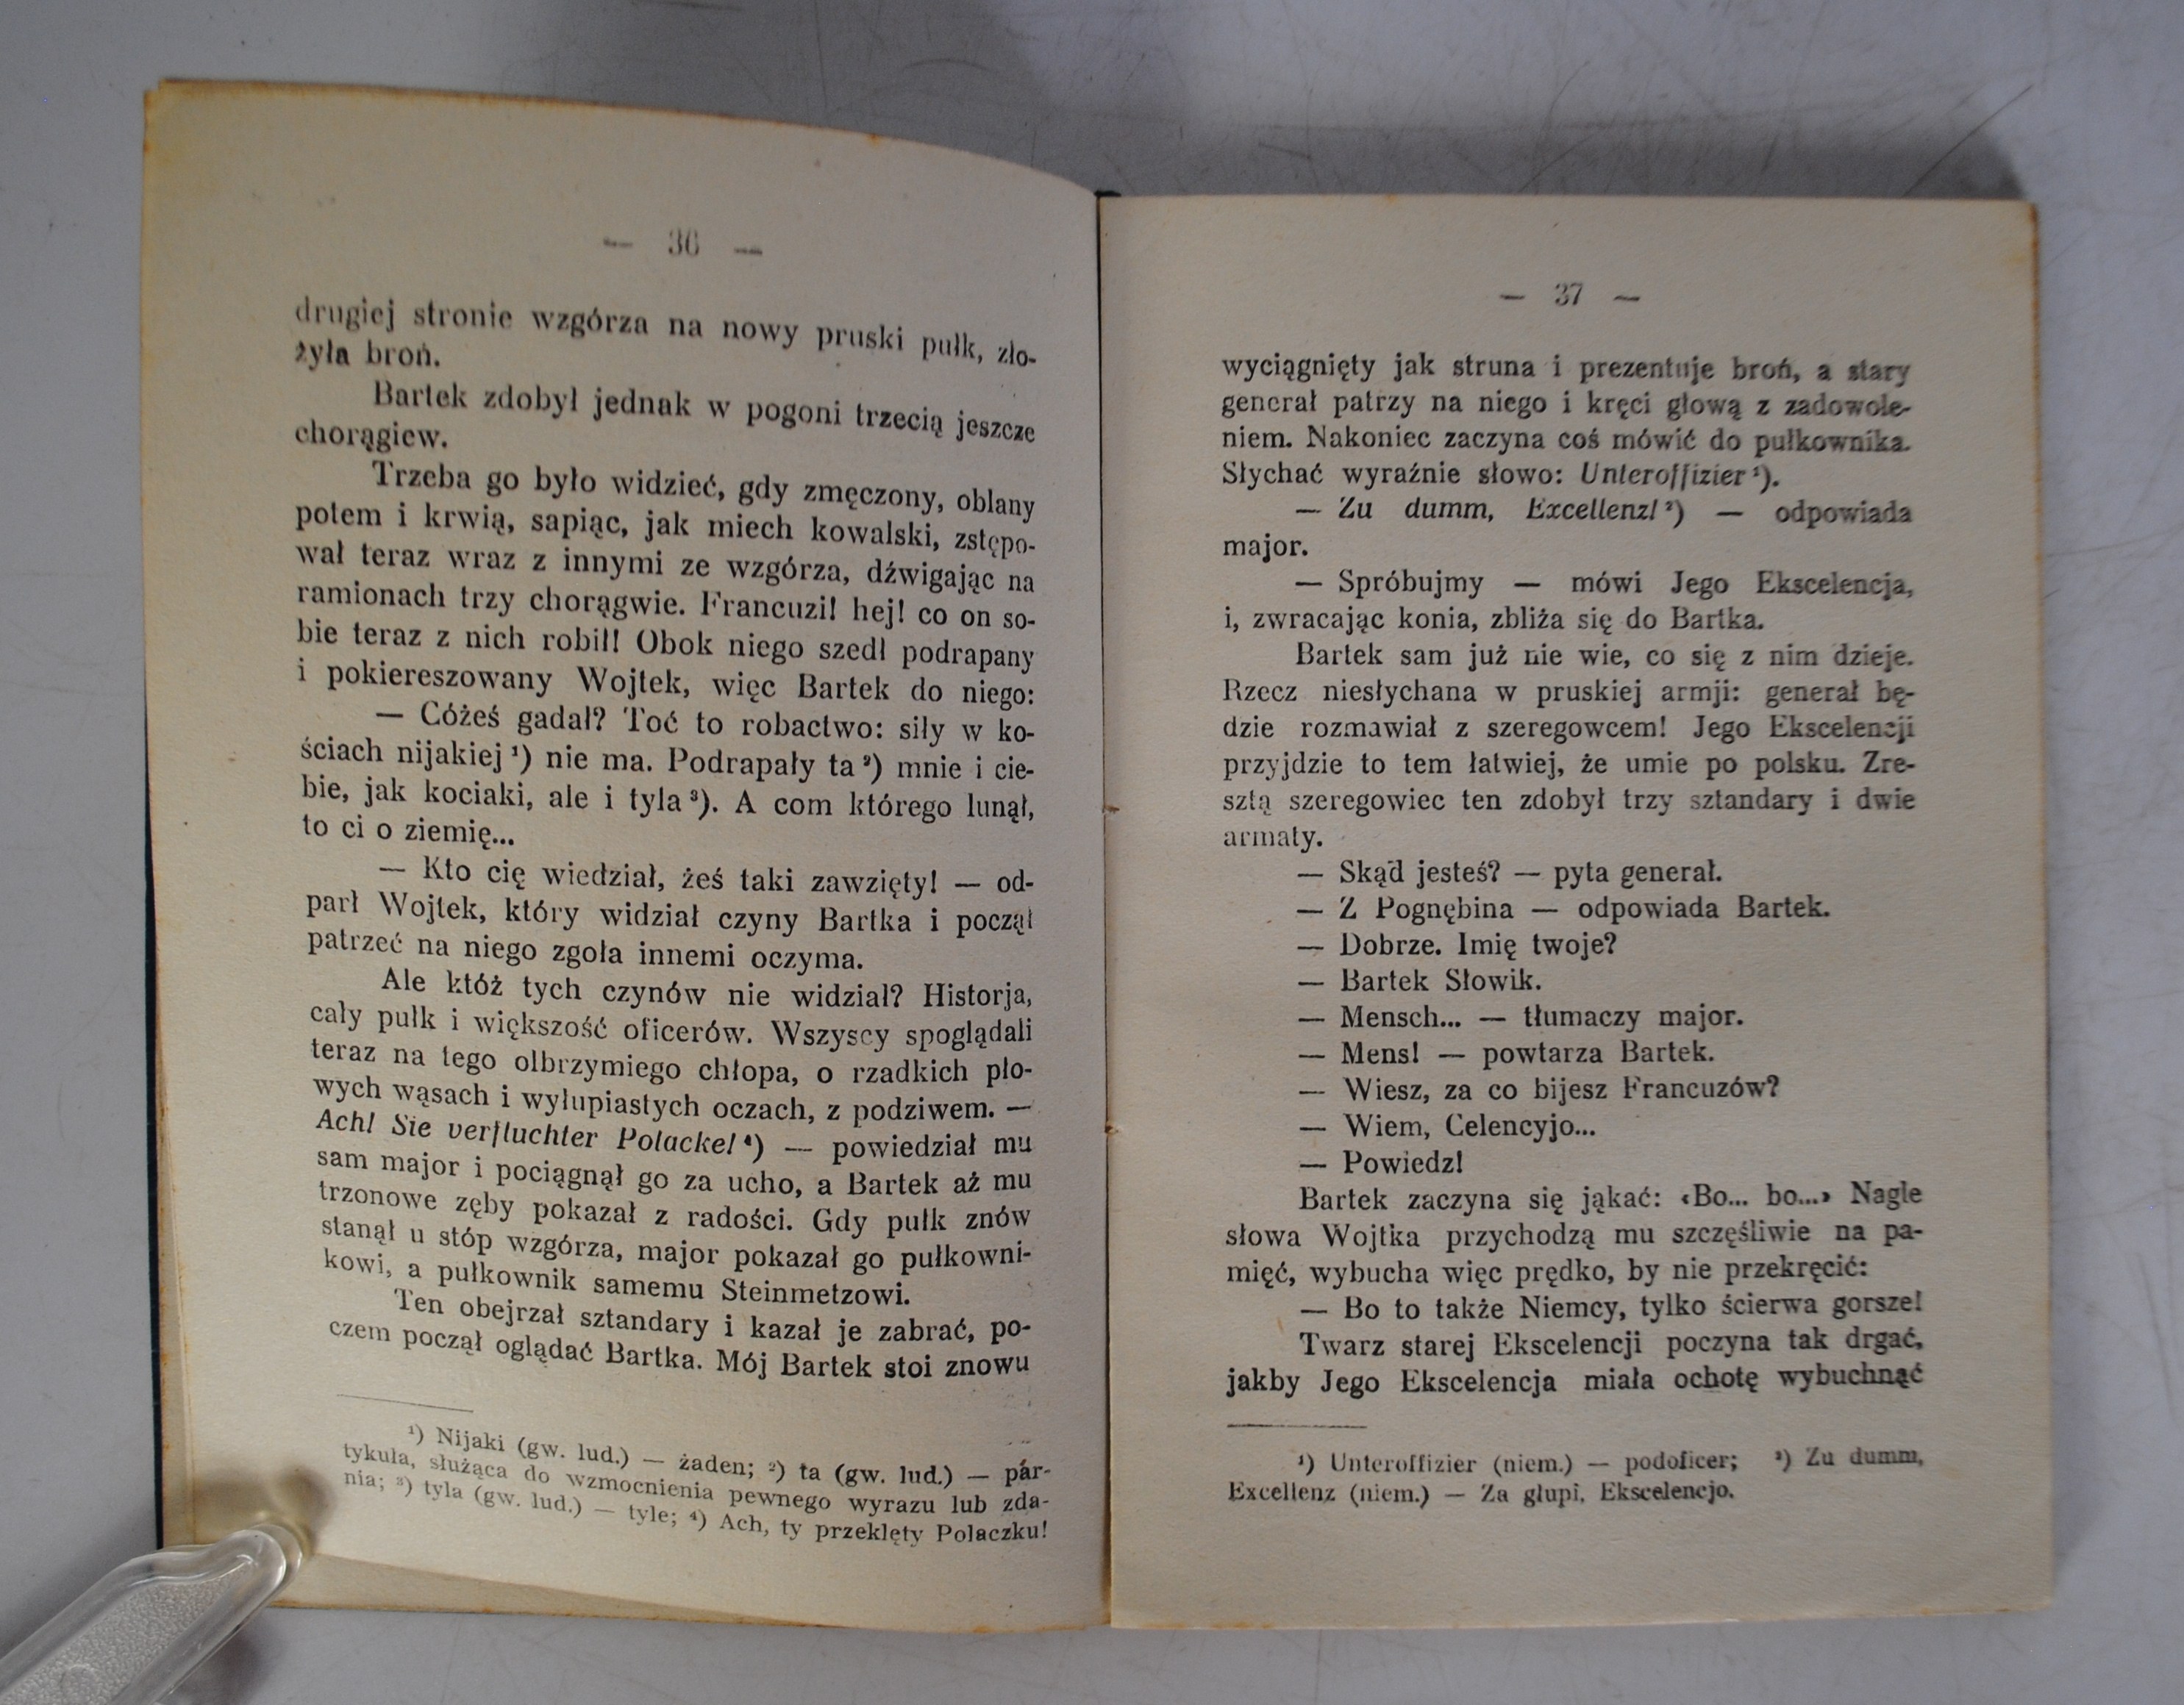 — 36 —
drugiej stronie wzgórza na nowy pruski pułk, zło-
żyła broń.
Bartek zdobył jednak w pogoni trzecią jeszcze
chorągiew.
Trzeba go było widzieć, gdy zmęczony, oblany
potem i krwią, sapiąc, jak miech kowalski, zstępo-
wał teraz wraz z innymi ze wzgórza, dźwigając na
ramionach trzy chorągwie. Francuzi! hej! co on so-
bie teraz z nich robił! Obok niego szedł podrapany
i pokiereszowany Wojtek, więc Bartek do niego:
— Cóżeś gadał? Toć to robactwo: siły w ko-
ściach nijakiej ¹) nie ma. Podrapały ta ²) mnie i cie-
bie, jak kociaki, ale i tyla ³). A com którego lunął,
to ci o ziemię...
— Kto cię wiedział, żeś taki zawzięty! — od-
parł Wojtek, który widział czyny Bartka i począł
patrzeć na niego zgoła innemi oczyma.
Ale któż tych czynów nie widział? Historja,
cały pułk i większość oficerów. Wszyscy spoglądali
teraz na tego olbrzymiego chłopa, o rzadkich pło-
wych wąsach i wyłupiastych oczach, z podziwem. —
Ach! Sie verfluchter Polacke! ⁴) — powiedział mu
sam major i pociągnął go za ucho, a Bartek aż mu
trzonowe zęby pokazał z radości. Gdy pułk znów
stanął u stóp wzgórza, major pokazał go pułkowni-
kowi, a pułkownik samemu Steinmetzowi.
Ten obejrzał sztandary i kazał je zabrać, po-
czem począł oglądać Bartka. Mój Bartek stoi znowu
¹) Nijaki (gw. lud.) — żaden; ²) ta (gw. lud.) — par-
tykuła, służąca do wzmocnienia pewnego wyrazu lub zda-
nia; ³) tyla (gw. lud.) — tyle; ⁴) Ach, ty przeklęty Polaczku!
— 37 —
wyciągnięty jak struna i prezentuje broń, a stary
generał patrzy na niego i kręci głową z zadowole-
niem. Nakoniec zaczyna coś mówić do pułkownika.
Słychać wyraźnie słowo: Unteroffizier ¹).
— Zu dumm, Excellenz! ²) — odpowiada
major.
— Spróbujmy — mówi Jego Ekscelencja,
i, zwracając konia, zbliża się do Bartka.
Bartek sam już nie wie, co się z nim dzieje.
Rzecz niesłychana w pruskiej armji: generał bę-
dzie rozmawiał z szeregowcem! Jego Ekscelencji
przyjdzie to tem łatwiej, że umie po polsku. Zre-
sztą szeregowiec ten zdobył trzy sztandary i dwie
armaty.
— Skąd jesteś? — pyta generał.
— Z Pognębina — odpowiada Bartek.
— Dobrze. Imię twoje?
— Bartek Słowik.
— Mensch... — tłumaczy major.
— Mens! — powtarza Bartek.
— Wiesz, za co bijesz Francuzów?
— Wiem, Celencyjo...
— Powiedz!
Bartek zaczyna się jąkać: «Bo... bo...» Nagle
słowa Wojtka przychodzą mu szczęśliwie na pa-
mięć, wybucha więc prędko, by nie przekręcić:
— Bo to także Niemcy, tylko ścierwa gorsze!
Twarz starej Ekscelencji poczyna tak drgać,
jakby Jego Ekscelencja miała ochotę wybuchnąć
¹) Unteroffizier (niem.) — podoficer; ²) Zu dumm,
Excellenz (niem.) — Za głupi, Ekscelencjo.